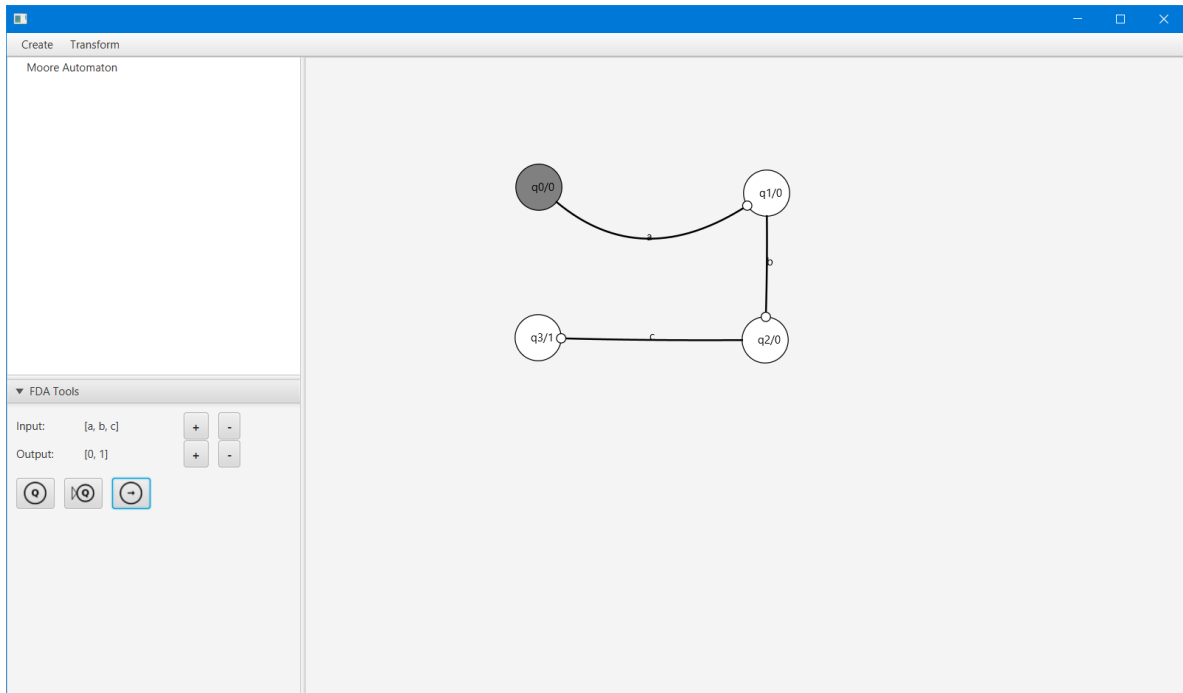 Create Transform
Moore Automaton
q0/0
q1/0
a
b
q3/1
c
q2/0
FDA Tools
Input: [a, b, c] + -
Output: [0, 1] + -
Q Q →